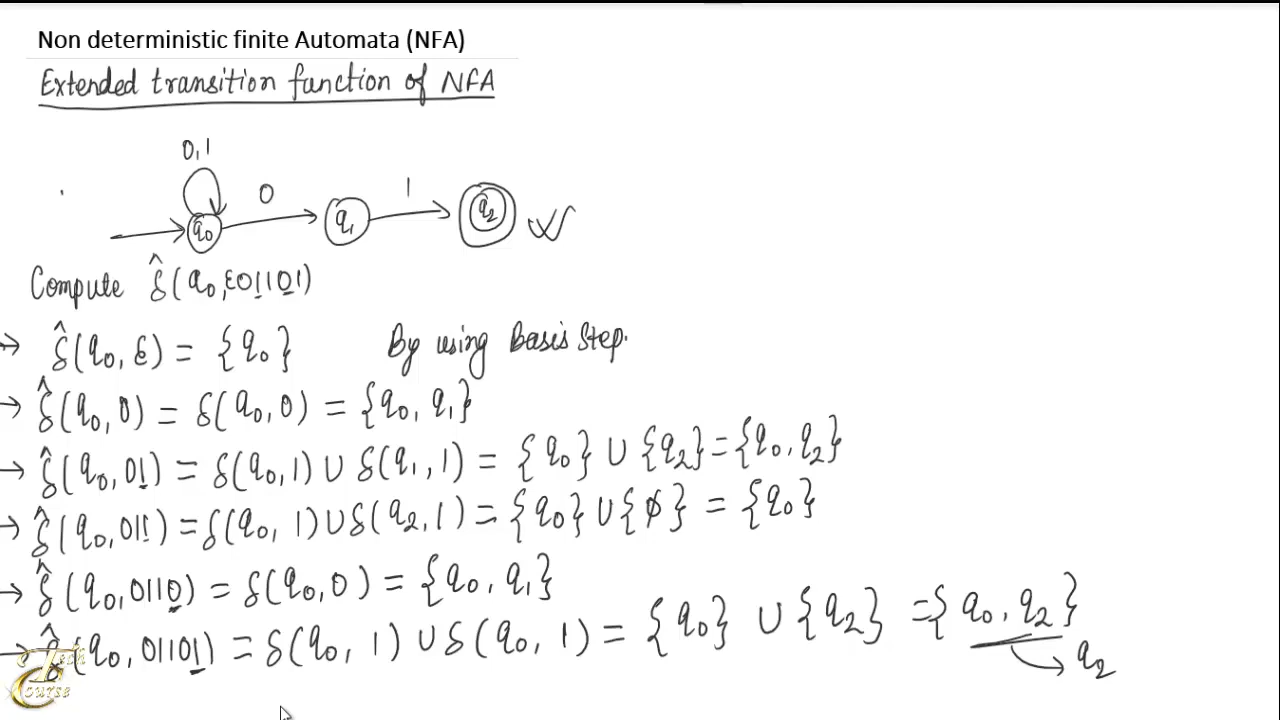 Non deterministic finite Automata (NFA)
Extended transition function of NFA
0,1
0
1
q0
q1
q2
Compute δ̂(q0,ε01101)
→ δ̂(q0,ε) = {q0} By using Basis Step.
→ δ̂(q0,0) = δ(q0,0) = {q0,q1}
→ δ̂(q0,01) = δ(q0,1) ∪ δ(q1,1) = {q0} ∪ {q2} = {q0,q2}
→ δ̂(q0,011) = δ(q0,1) ∪ δ(q2,1) = {q0} ∪ {ϕ} = {q0}
→ δ̂(q0,0110) = δ(q0,0) = {q0,q1}
→ δ̂(q0,01101) = δ(q0,1) ∪ δ(q0,1) = {q0} ∪ {q2} = {q0,q2}
→ q2
Tech
Course